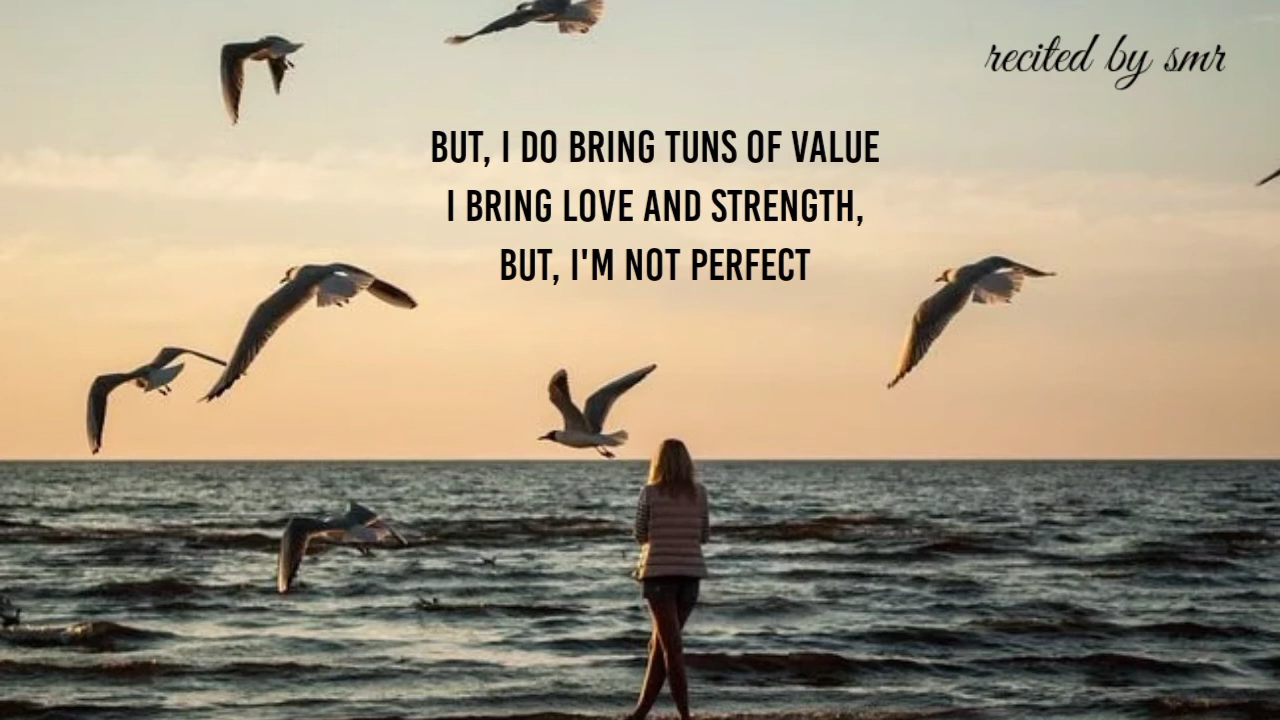 recited by smr
BUT, I DO BRING TUNS OF VALUE
I BRING LOVE AND STRENGTH,
BUT, I'M NOT PERFECT